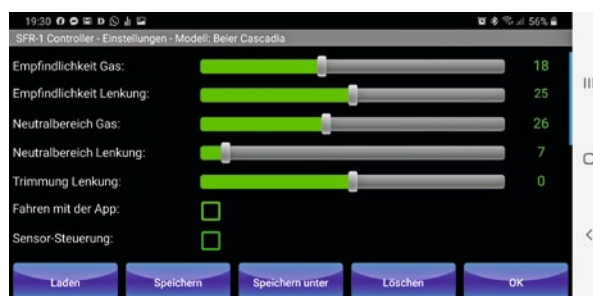 19:30
56%
SFR-1 Controller - Einstellungen - Modell: Beier Cascadia
Empfindlichkeit Gas: 18
Empfindlichkeit Lenkung: 25
Neutralbereich Gas: 26
Neutralbereich Lenkung: 7
Trimmung Lenkung: 0
Fahren mit der App:
Sensor-Steuerung:
Laden Speichern Speichern unter Löschen OK